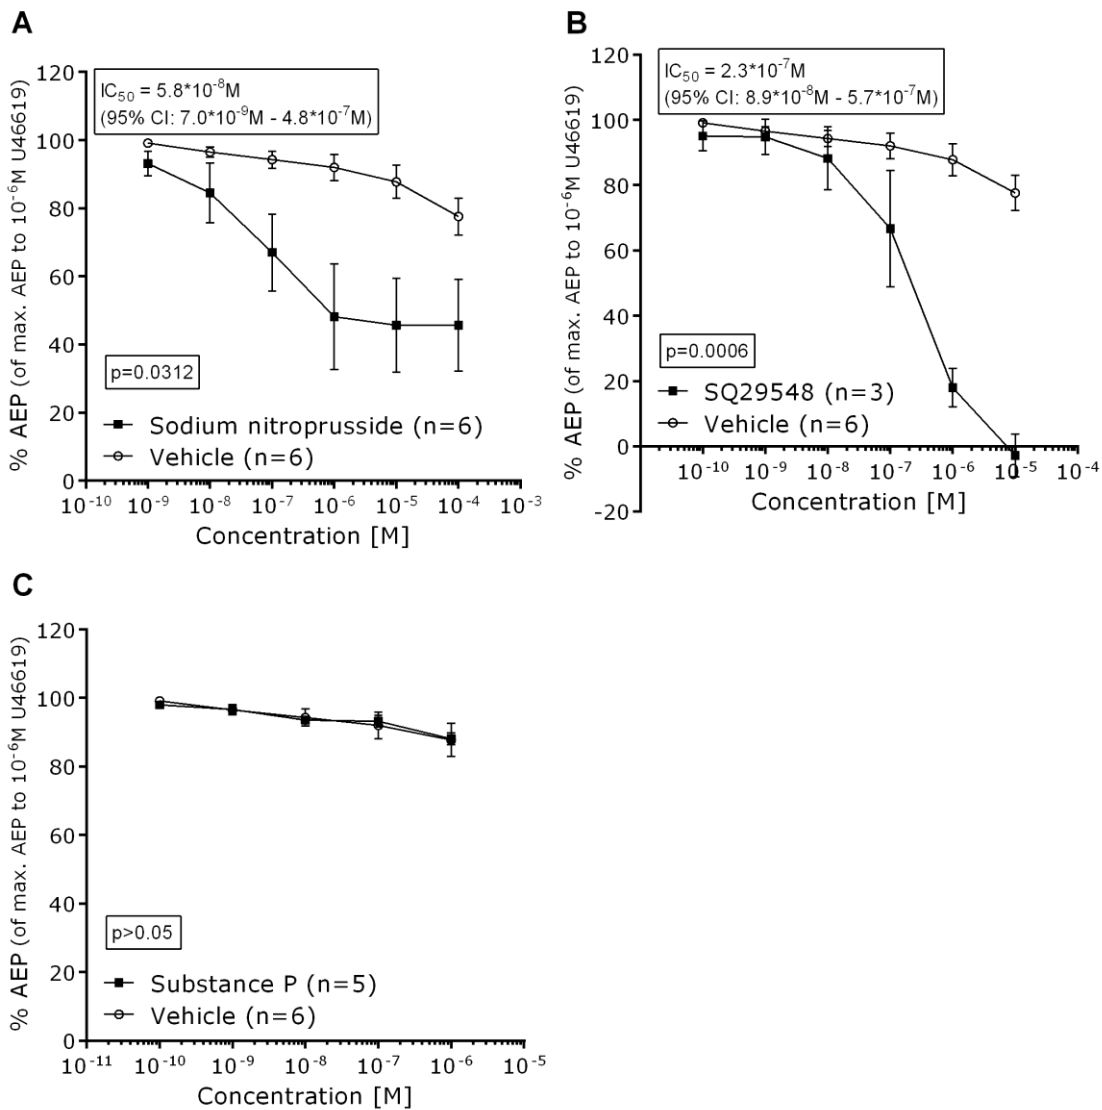 A
% AEP (of max. AEP to 10⁻⁶M U46619)
120
100
80
60
40
20
0
IC₅₀ = 5.8*10⁻⁸M
(95% CI: 7.0*10⁻⁹M - 4.8*10⁻⁷M)
p=0.0312
Sodium nitroprusside (n=6)
Vehicle (n=6)
10⁻¹⁰ 10⁻⁹ 10⁻⁸ 10⁻⁷ 10⁻⁶ 10⁻⁵ 10⁻⁴ 10⁻³
Concentration [M]
B
% AEP (of max. AEP to 10⁻⁶M U46619)
120
100
80
60
40
20
0
-20
IC₅₀ = 2.3*10⁻⁷M
(95% CI: 8.9*10⁻⁸M - 5.7*10⁻⁷M)
p=0.0006
SQ29548 (n=3)
Vehicle (n=6)
10⁻¹⁰ 10⁻⁹ 10⁻⁸ 10⁻⁷ 10⁻⁶ 10⁻⁵ 10⁻⁴
Concentration [M]
C
% AEP (of max. AEP to 10⁻⁶M U46619)
120
100
80
60
40
20
0
p>0.05
Substance P (n=5)
Vehicle (n=6)
10⁻¹¹ 10⁻¹⁰ 10⁻⁹ 10⁻⁸ 10⁻⁷ 10⁻⁶ 10⁻⁵
Concentration [M]